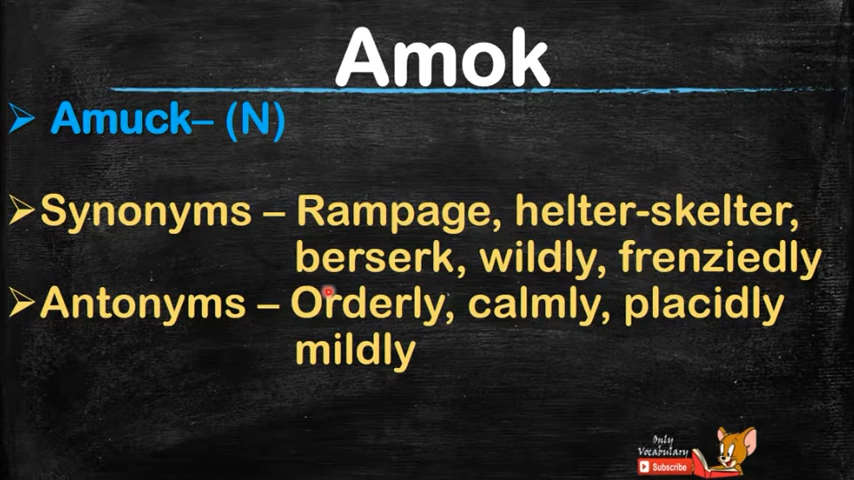 Amok
➢ Amuck– (N)
➢Synonyms – Rampage, helter-skelter,
berserk, wildly, frenziedly
➢Antonyms – Orderly, calmly, placidly
mildly
Only
Vocabulary
Subscribe